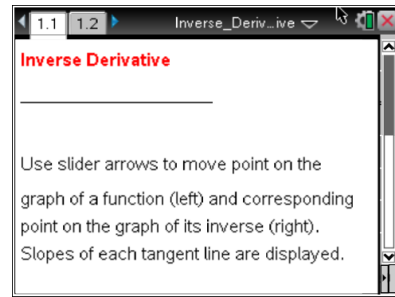 1.1 1.2 Inverse_Deriv…ive
Inverse Derivative
Use slider arrows to move point on the
graph of a function (left) and corresponding
point on the graph of its inverse (right).
Slopes of each tangent line are displayed.